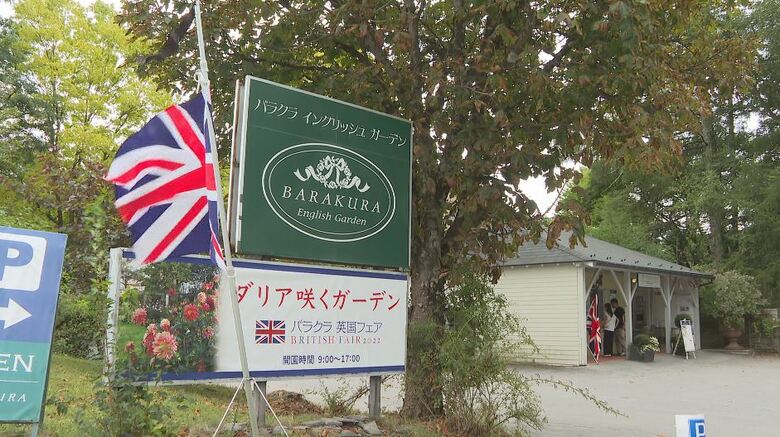 バラクラ イングリッシュ ガーデン
BARAKURA
English Garden
ダリア咲くガーデン
バラクラ 英国フェア
BRITISH FAIR 2022
開園時間 9:00〜17:00
P
EN
KURA
P